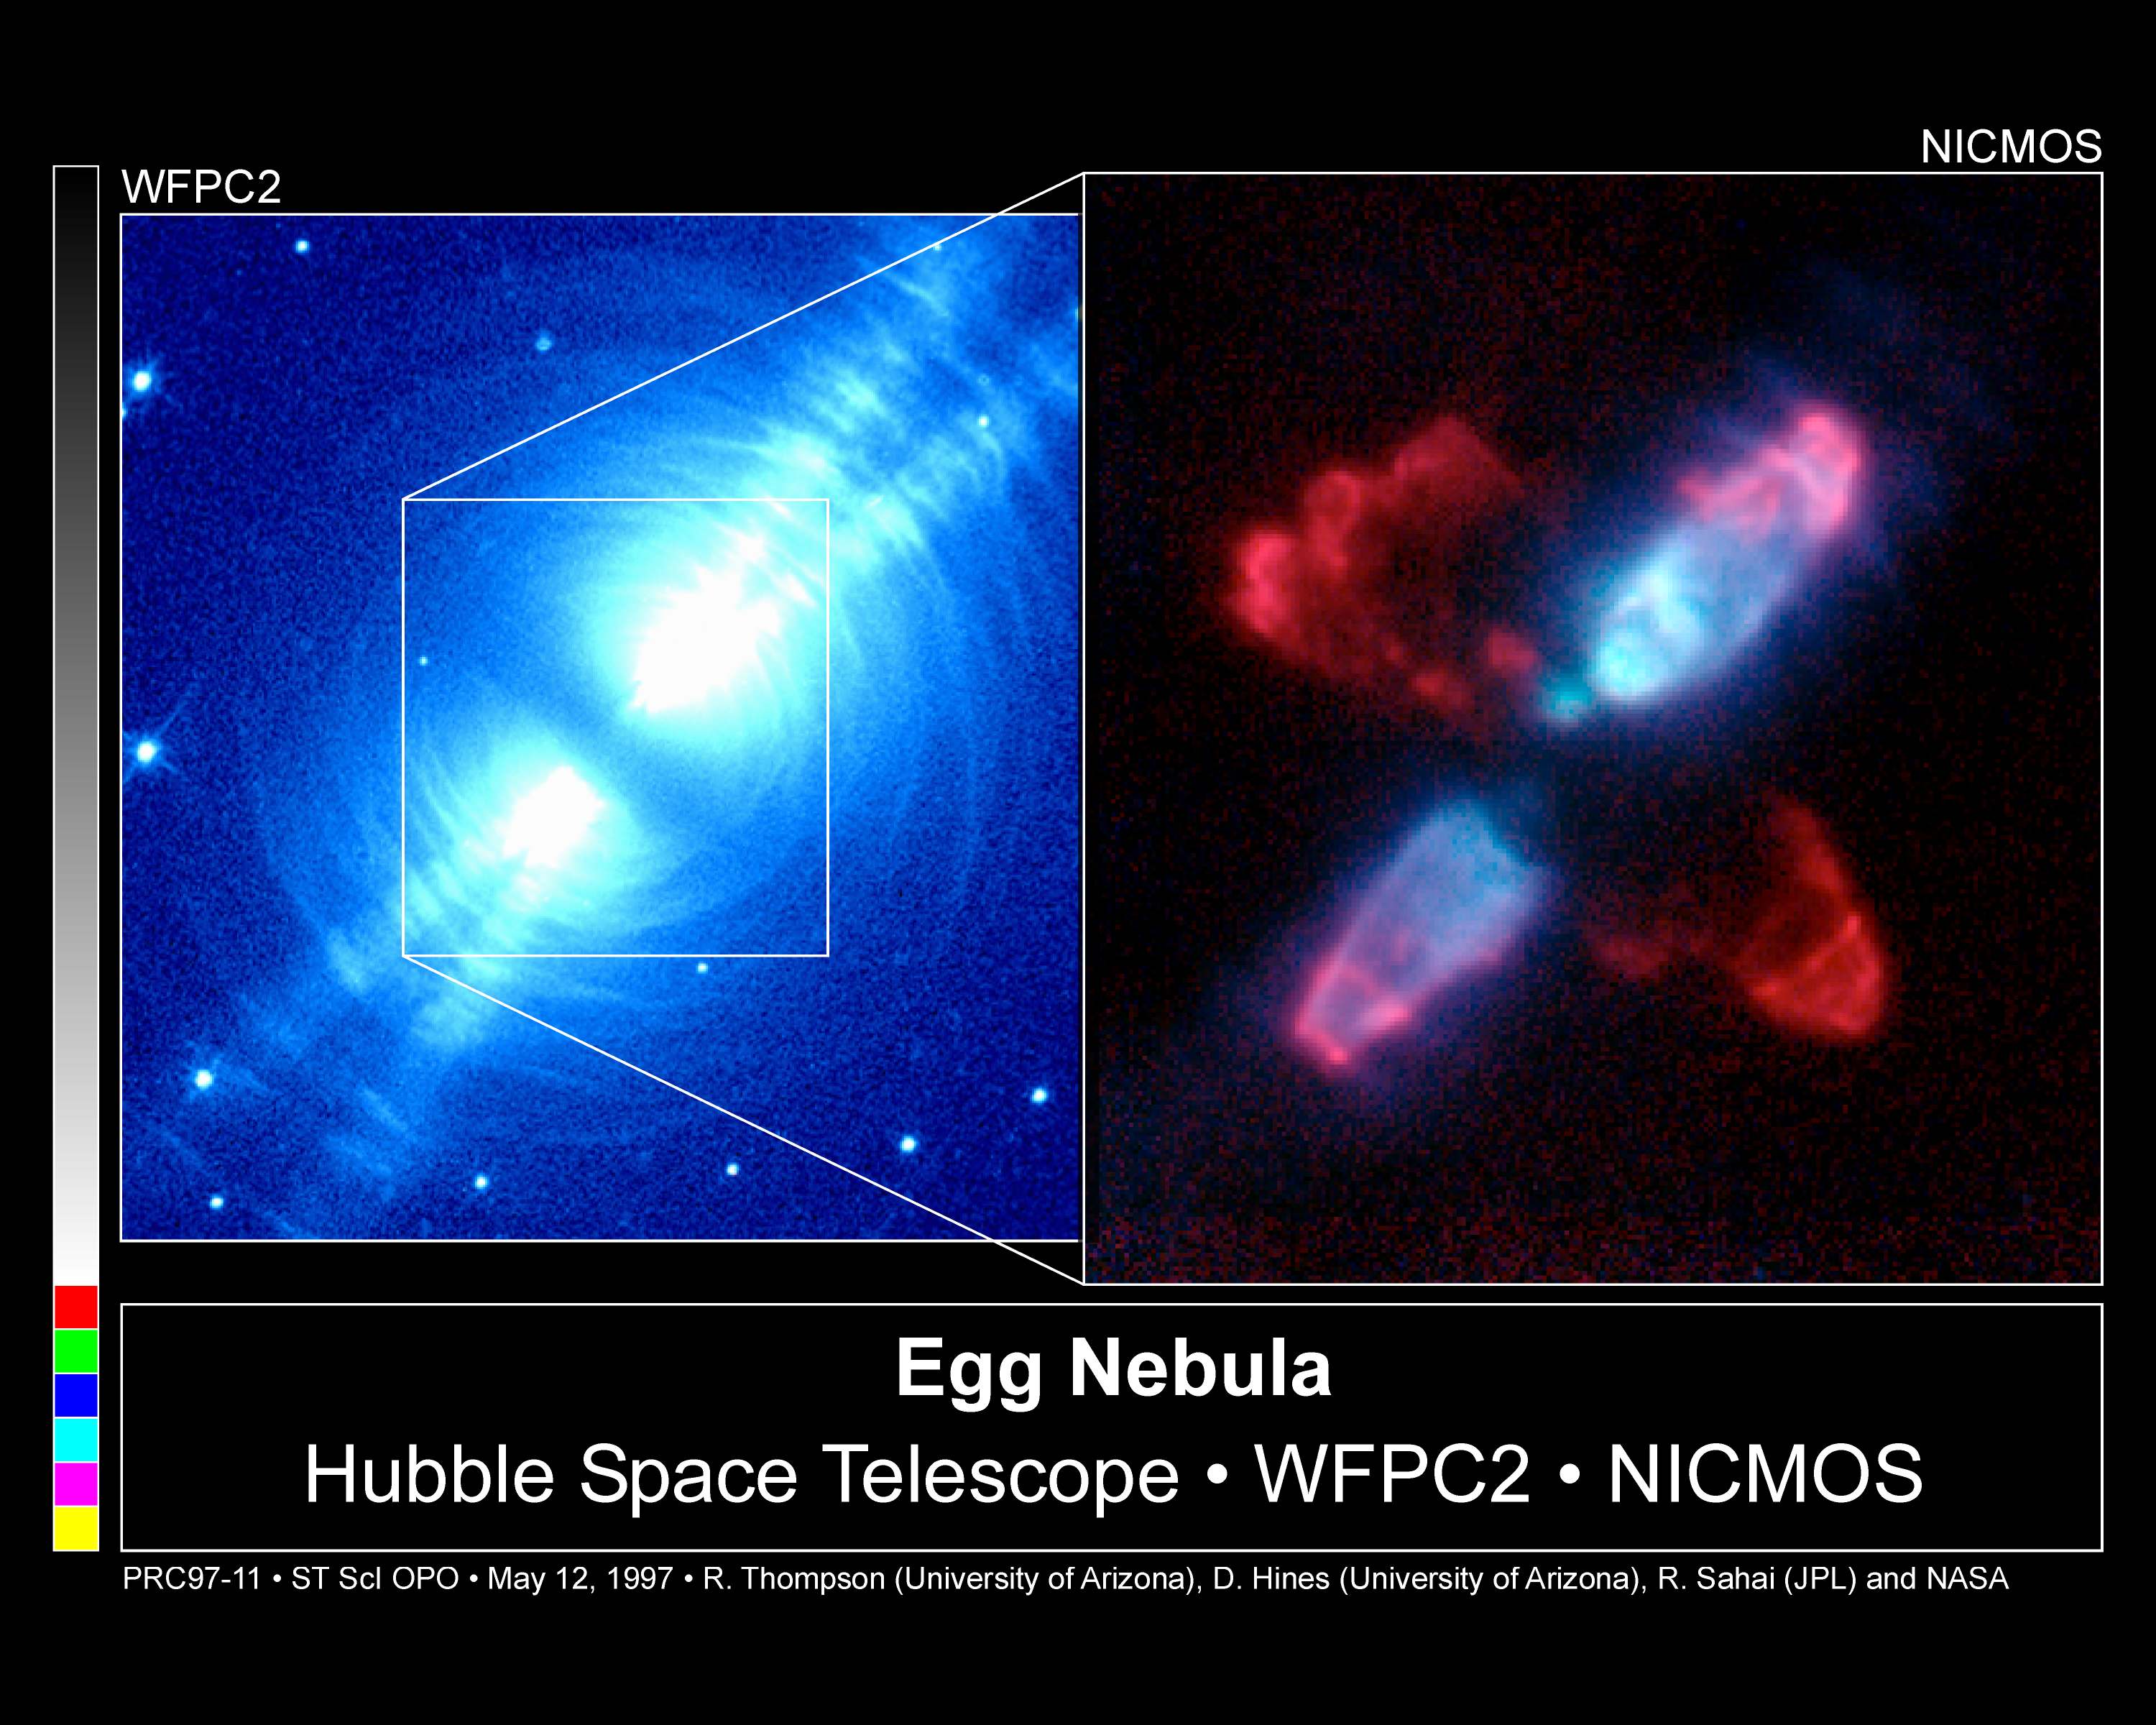 NICMOS
WFPC2
Egg Nebula
Hubble Space Telescope • WFPC2 • NICMOS
PRC97-11 • ST ScI OPO • May 12, 1997 • R. Thompson (University of Arizona), D. Hines (University of Arizona), R. Sahai (JPL) and NASA